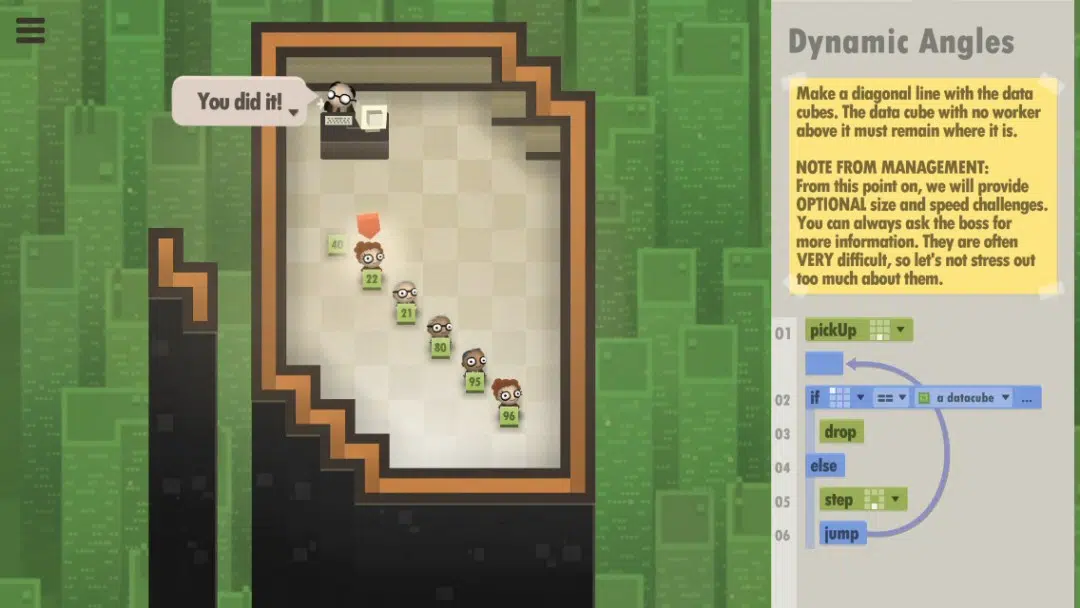 Dynamic Angles
You did it!
Make a diagonal line with the data
cubes. The data cube with no worker
above it must remain where it is.
NOTE FROM MANAGEMENT:
From this point on, we will provide
OPTIONAL size and speed challenges.
You can always ask the boss for
more information. They are often
VERY difficult, so let's not stress out
too much about them.
40
22
21
80
95
96
01 pickUp
02 if == a datacube ...
03 drop
04 else
05 step
06 jump